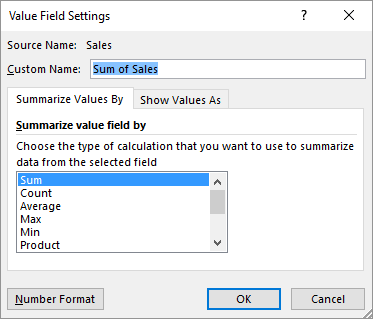 Value Field Settings
?
Source Name: Sales
Custom Name: Sum of Sales
Summarize Values By
Show Values As
Summarize value field by
Choose the type of calculation that you want to use to summarize
data from the selected field
Sum
Count
Average
Max
Min
Product
Number Format
OK
Cancel